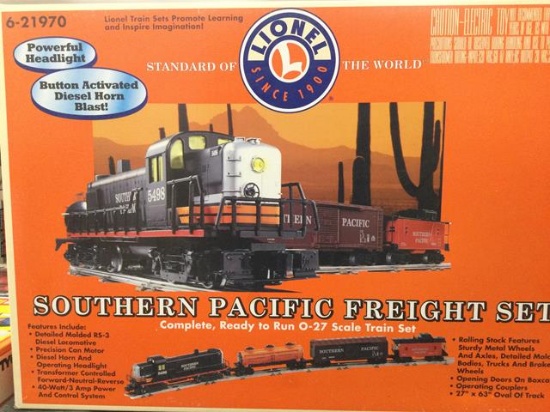 6-21970
Lionel Train Sets Promote Learning
and Inspire Imagination!
Powerful
Headlight
Button Activated
Diesel Horn
Blast!
STANDARD OF
LIONEL
L
SINCE 1900
THE WORLD
CAUTION-ELECTRIC TOY:
SOUTHERN
5498
PACIFIC
SOUTHERN PACIFIC FREIGHT SET
Complete, Ready to Run O-27 Scale Train Set
Features Include:
• Detailed Molded RS-3
Diesel Locomotive
• Precision Can Motor
• Diesel Horn And
Operating Headlight
• Transformer Controlled
Forward-Neutral-Reverse
• 40-Watt/3 Amp Power
And Control System
• Rolling Stock Features
Sturdy Metal Wheels
And Axles, Detailed
Bodies, Trucks And
• Opening Doors On
• Operating Couplers
• 27" x 63" Oval Of Track